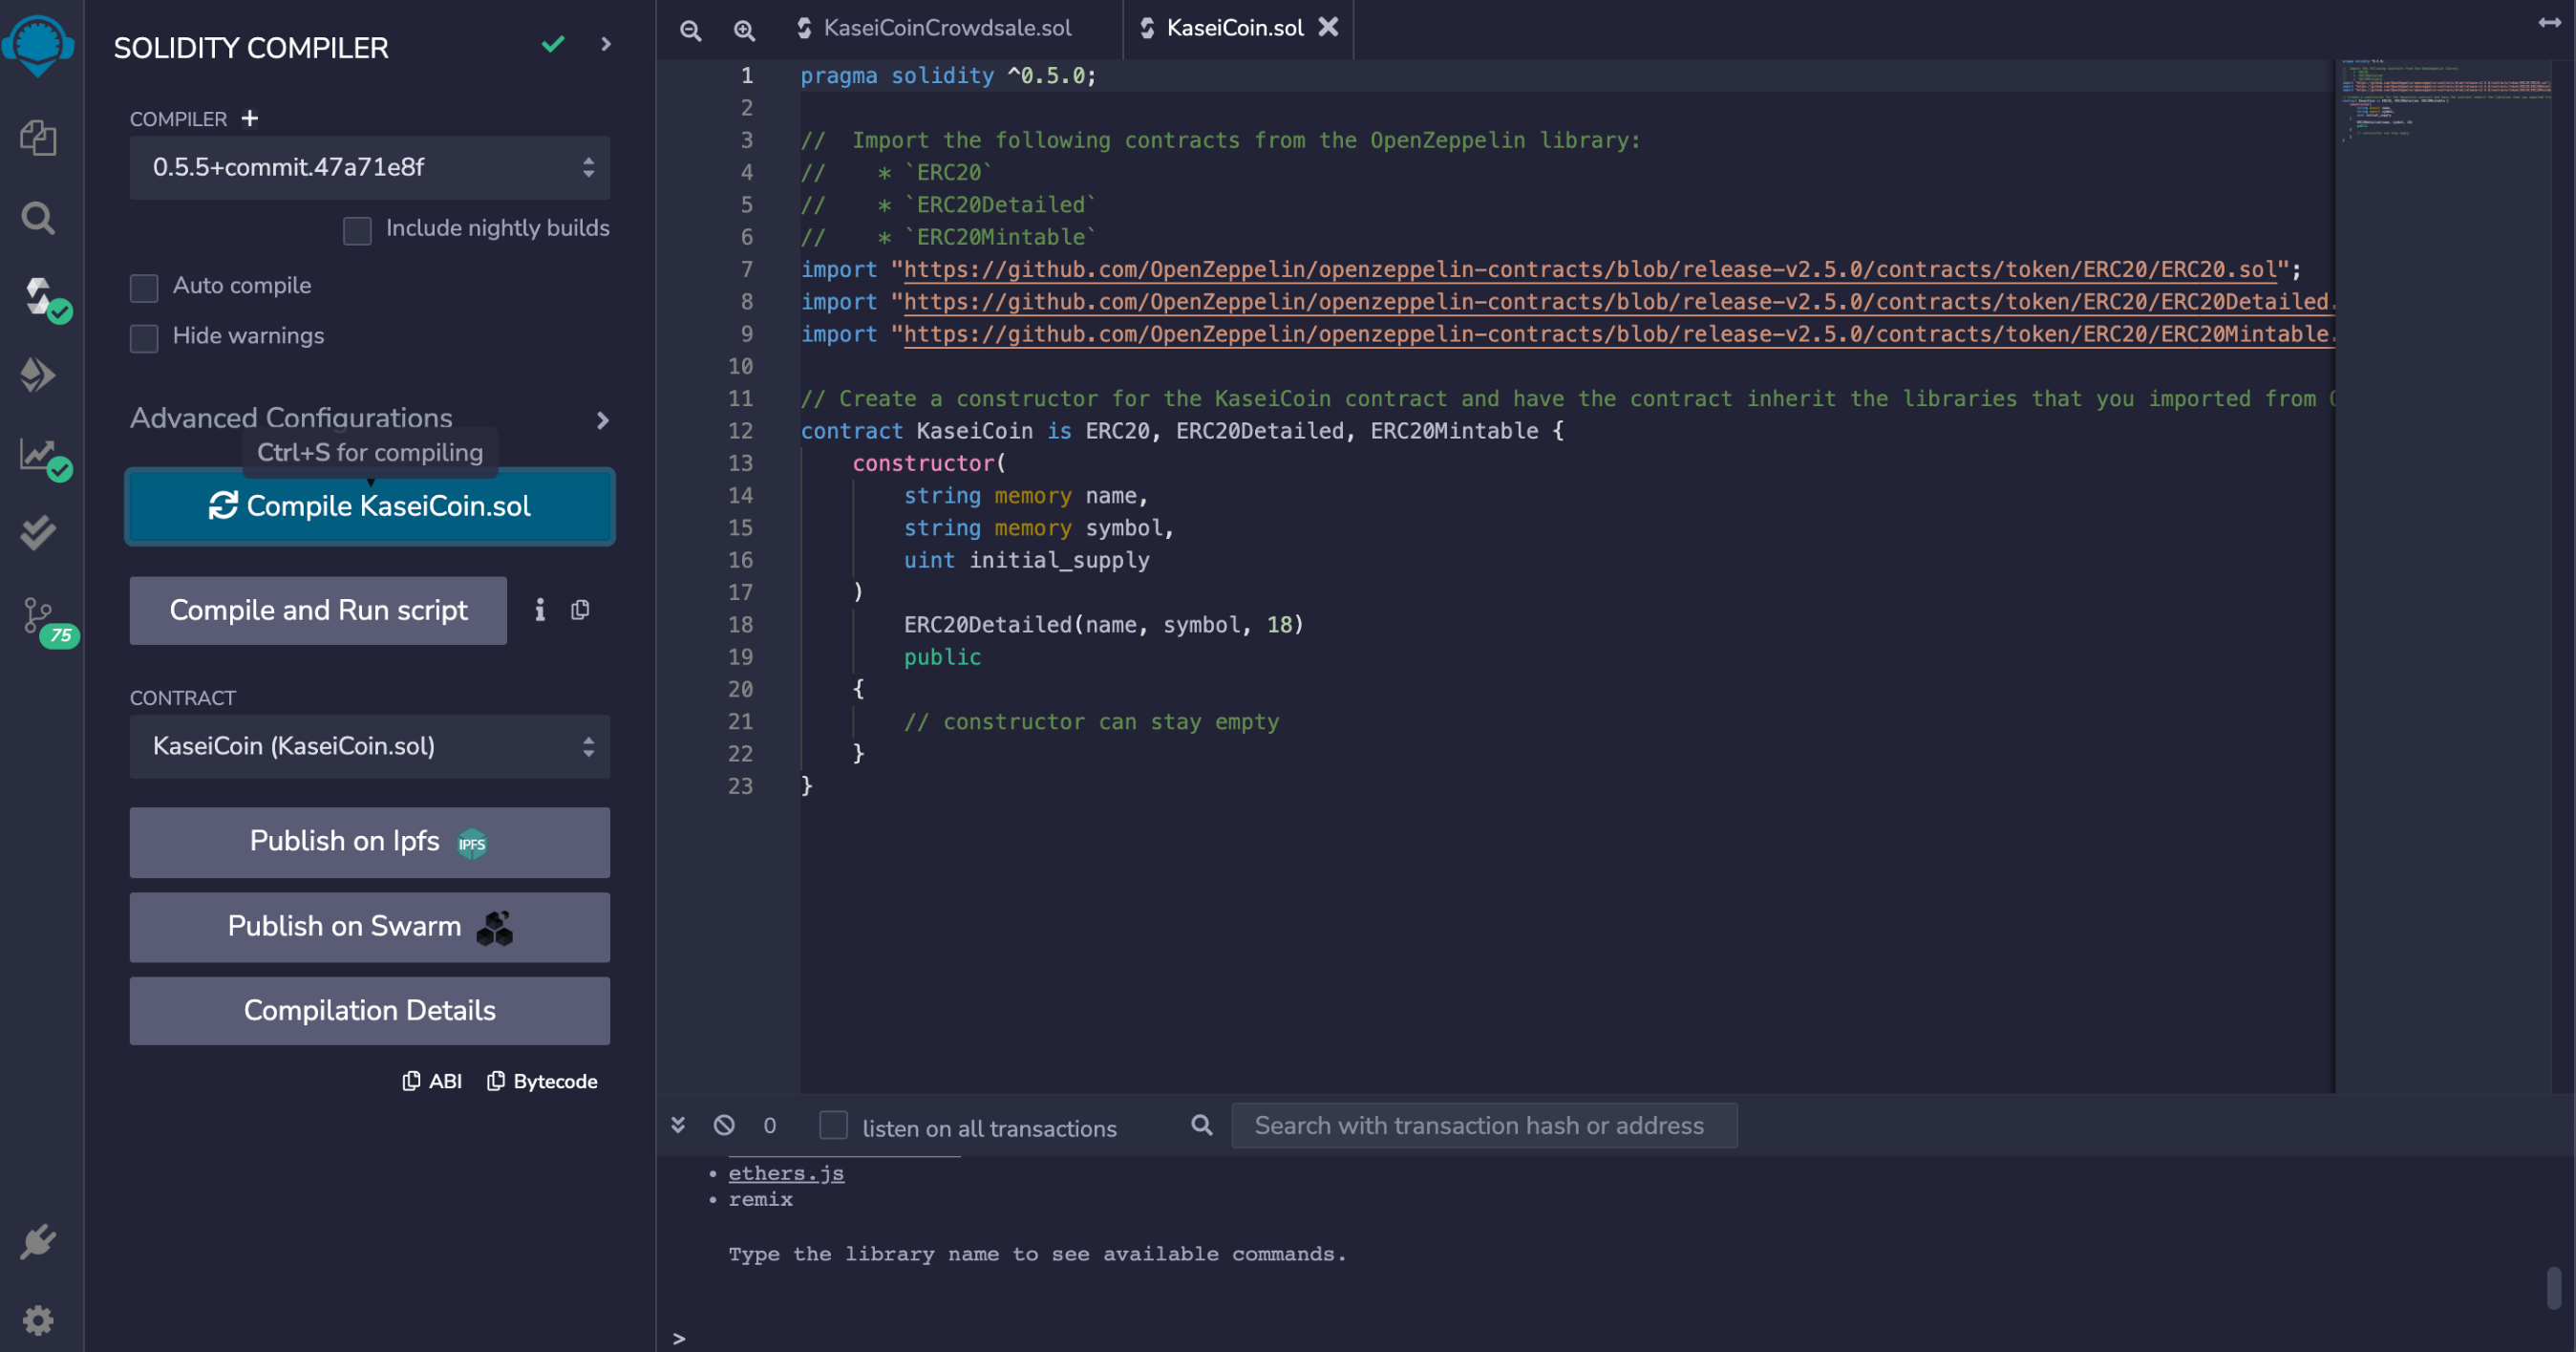 SOLIDITY COMPILER
COMPILER +
0.5.5+commit.47a71e8f
Include nightly builds
Auto compile
Hide warnings
Advanced Configurations
Ctrl+S for compiling
Compile KaseiCoin.sol
Compile and Run script
75
CONTRACT
KaseiCoin (KaseiCoin.sol)
Publish on Ipfs IPFS
Publish on Swarm
Compilation Details
ABI Bytecode
KaseiCoinCrowdsale.sol KaseiCoin.sol
1 pragma solidity ^0.5.0;
2
3 //  Import the following contracts from the OpenZeppelin library:
4 //    * `ERC20`
5 //    * `ERC20Detailed`
6 //    * `ERC20Mintable`
7 import "https://github.com/OpenZeppelin/openzeppelin-contracts/blob/release-v2.5.0/contracts/token/ERC20/ERC20.sol";
8 import "https://github.com/OpenZeppelin/openzeppelin-contracts/blob/release-v2.5.0/contracts/token/ERC20/ERC20Detailed.
9 import "https://github.com/OpenZeppelin/openzeppelin-contracts/blob/release-v2.5.0/contracts/token/ERC20/ERC20Mintable.
10
11 // Create a constructor for the KaseiCoin contract and have the contract inherit the libraries that you imported from
12 contract KaseiCoin is ERC20, ERC20Detailed, ERC20Mintable {
13     constructor(
14         string memory name,
15         string memory symbol,
16         uint initial_supply
17     )
18         ERC20Detailed(name, symbol, 18)
19         public
20     {
21         // constructor can stay empty
22     }
23 }
0 listen on all transactions Search with transaction hash or address
• ethers.js
• remix
Type the library name to see available commands.
>